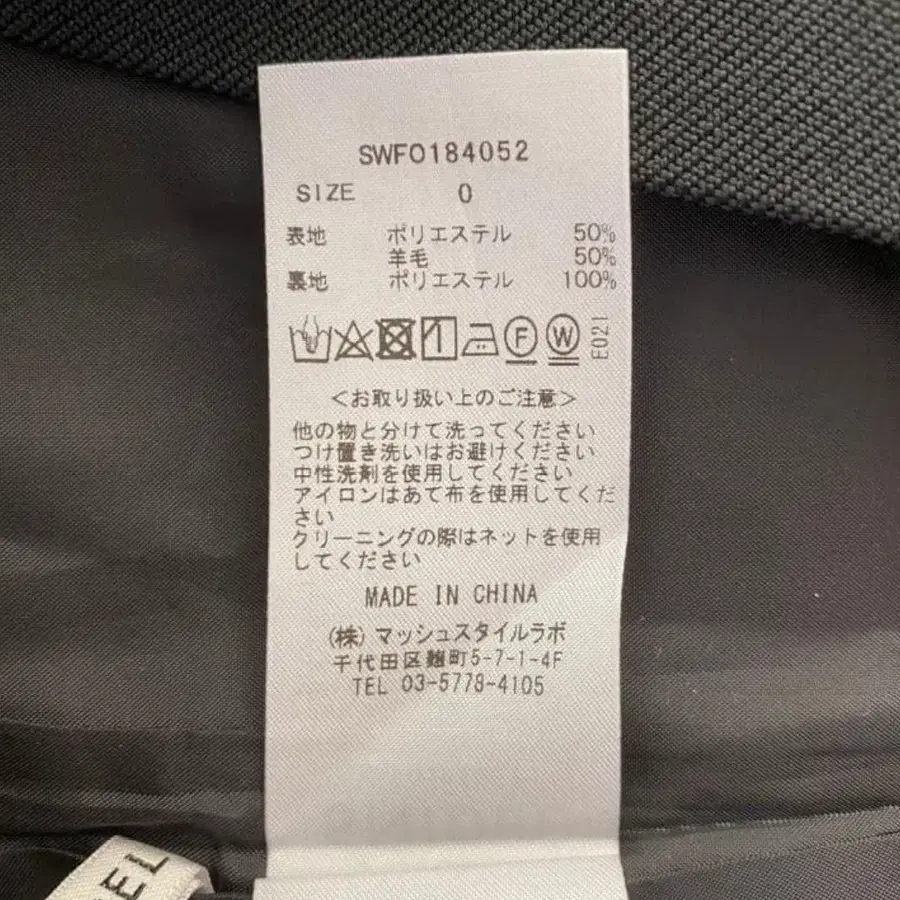 SWFO184052
SIZE 0
表地 ポリエステル 50%
羊毛 50%
裏地 ポリエステル 100%
F W E021
<お取り扱い上のご注意>
他の物と分けて洗ってください
つけ置き洗いはお避けください
中性洗剤を使用してください
アイロンはあて布を使用してくだ
さい
クリーニングの際はネットを使用
してください
MADE IN CHINA
(株)マッシュスタイルラボ
千代田区麹町5-7-1-4F
TEL 03-5778-4105
DEL